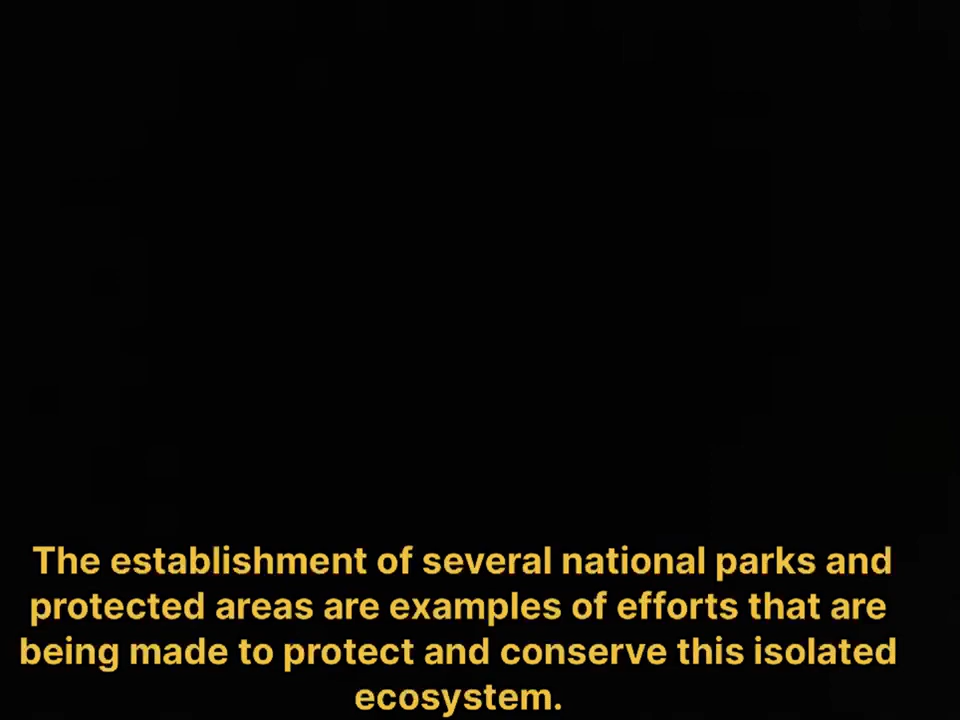 The establishment of several national parks and
protected areas are examples of efforts that are
being made to protect and conserve this isolated
ecosystem.